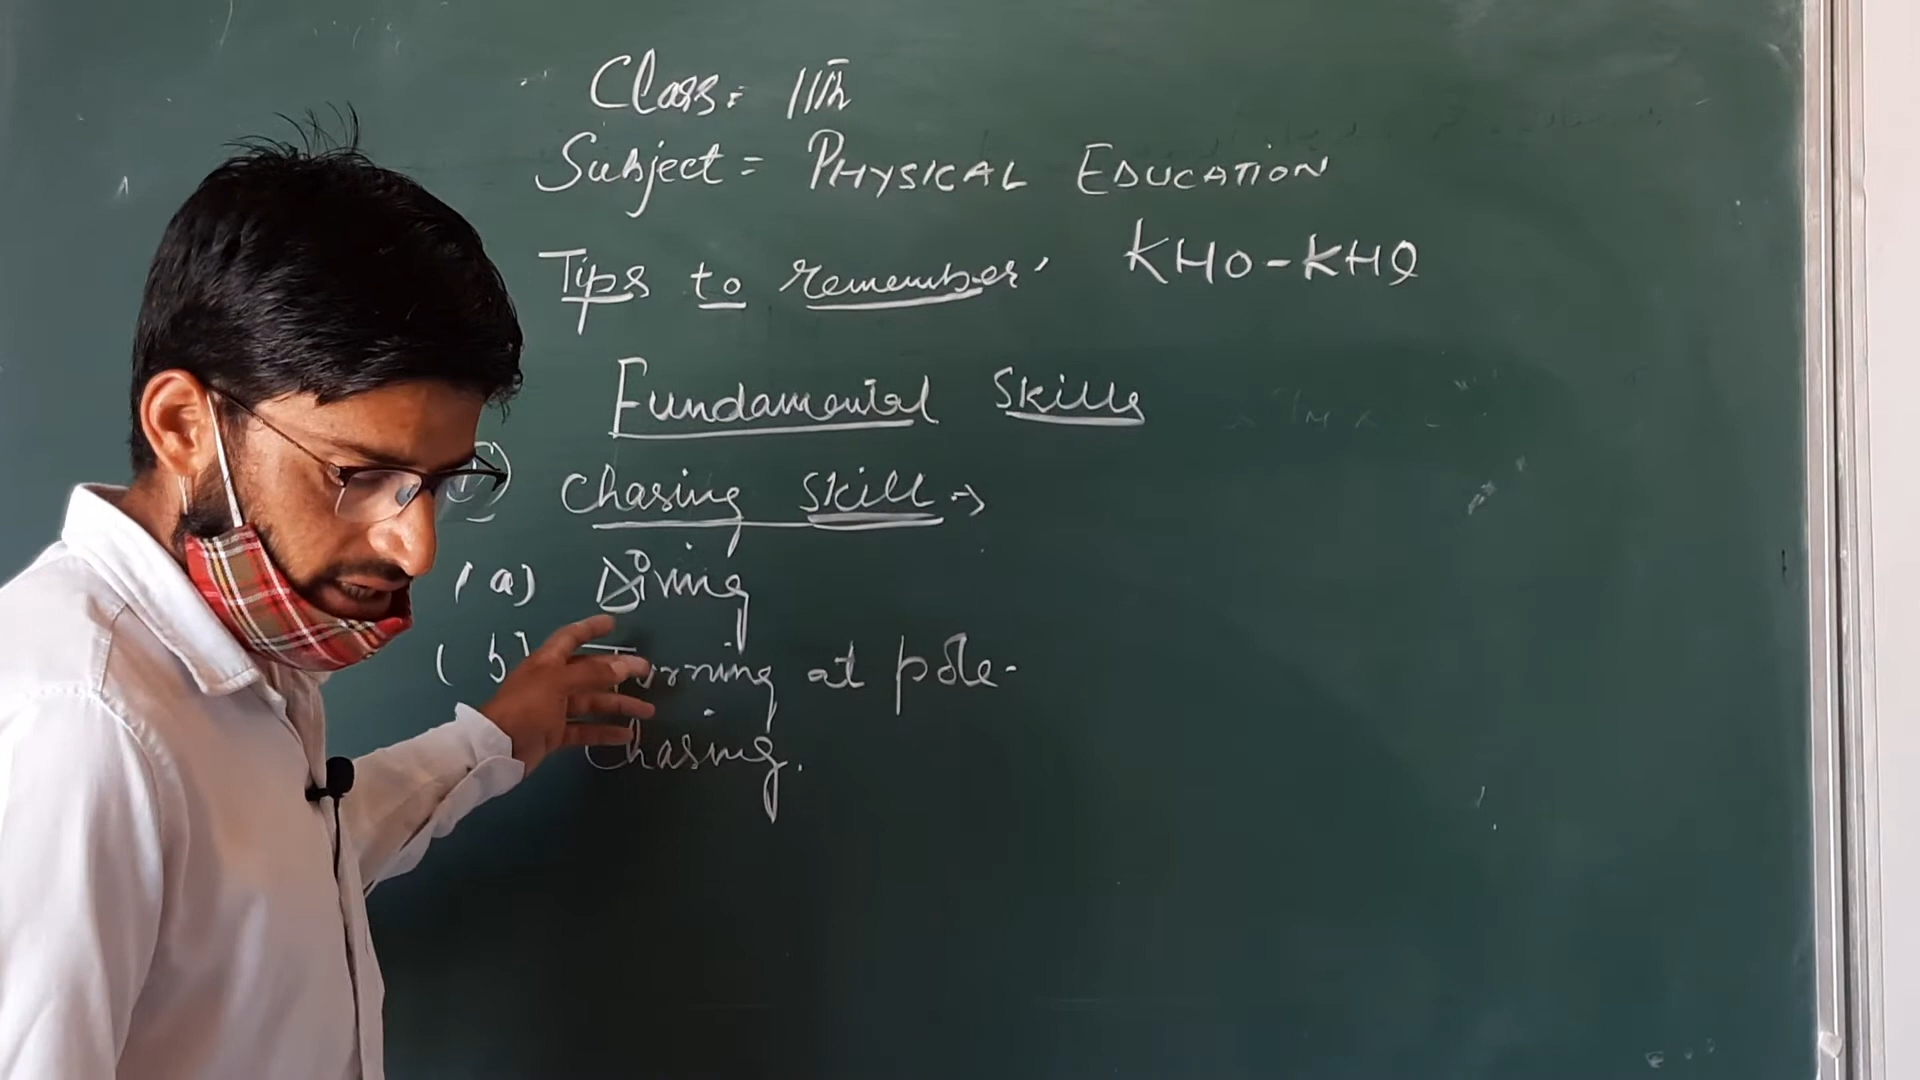 Class: 11th
Subject = PHYSICAL EDUCATION
Tips to remember' KHO-KHO
Fundamental Skills
Chasing skill →
(a) Diving
(b) Turning at pole-
Chasing.